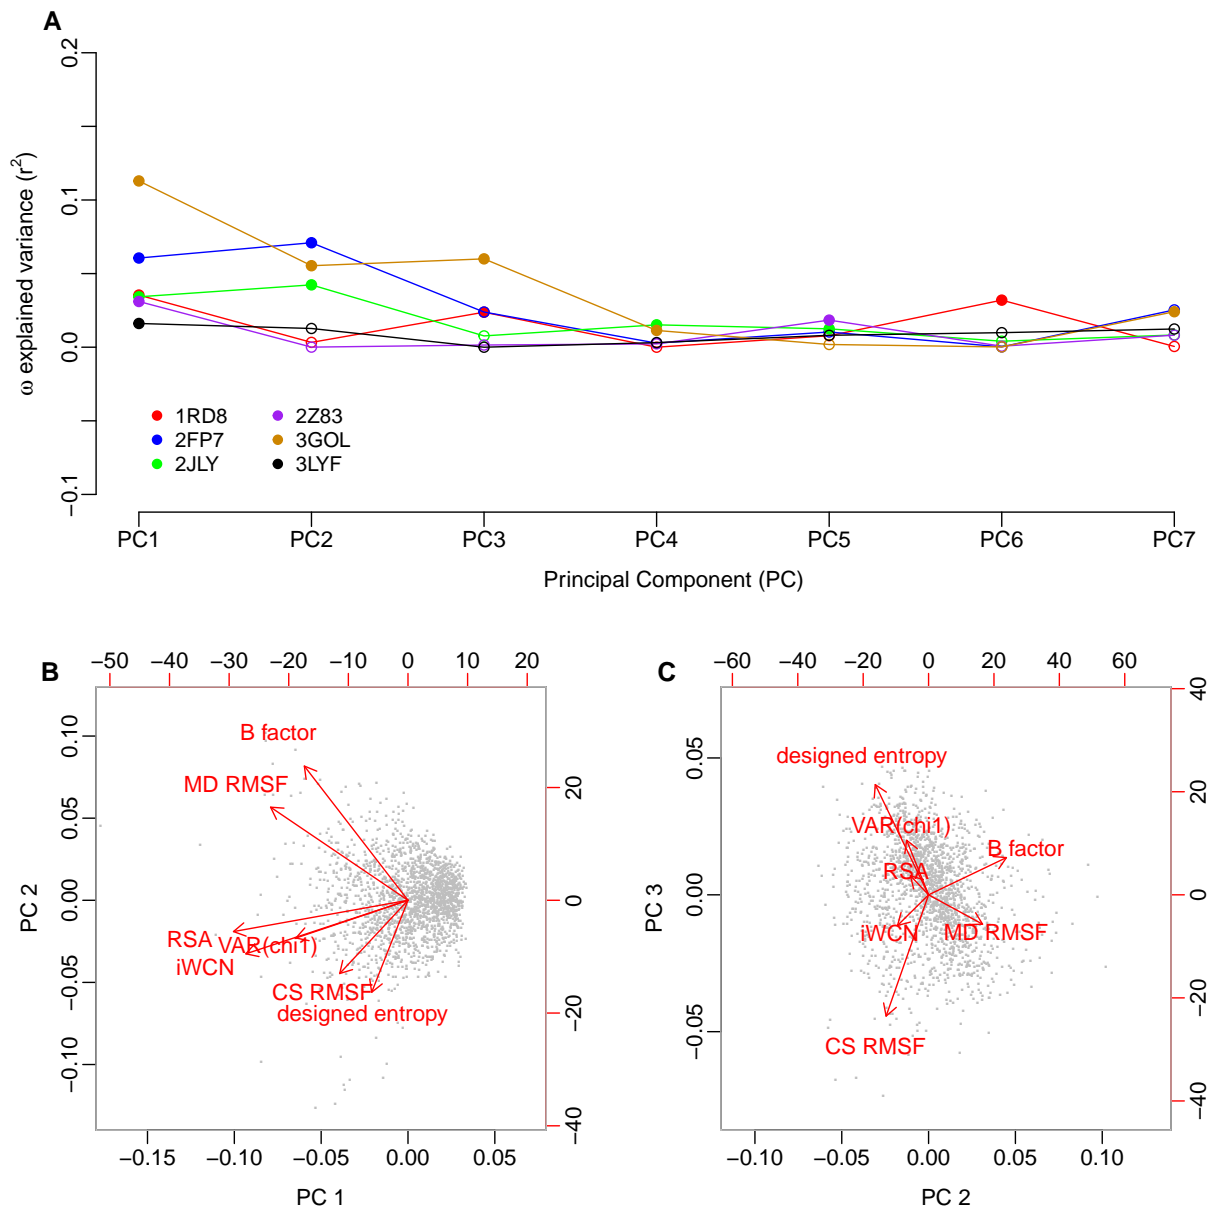 A
ω explained variance (r²)
0.2
0.1
0.0
−0.1
1RD8 2Z83
2FP7 3GOL
2JLY 3LYF
PC1 PC2 PC3 PC4 PC5 PC6 PC7
Principal Component (PC)
B
−50 −40 −30 −20 −10 0 10 20
PC 2
0.10
0.05
0.00
−0.05
−0.10
B factor
MD RMSF
RSA
VAR(chi1)
iWCN
CS RMSF
designed entropy
20
0
−20
−40
−0.15 −0.10 −0.05 0.00 0.05
PC 1
C
−60 −40 −20 0 20 40 60
PC 3
0.05
0.00
−0.05
designed entropy
VAR(chi1)
B factor
RSA
iWCN
MD RMSF
CS RMSF
40
20
0
−20
−40
−0.10 −0.05 0.00 0.05 0.10
PC 2